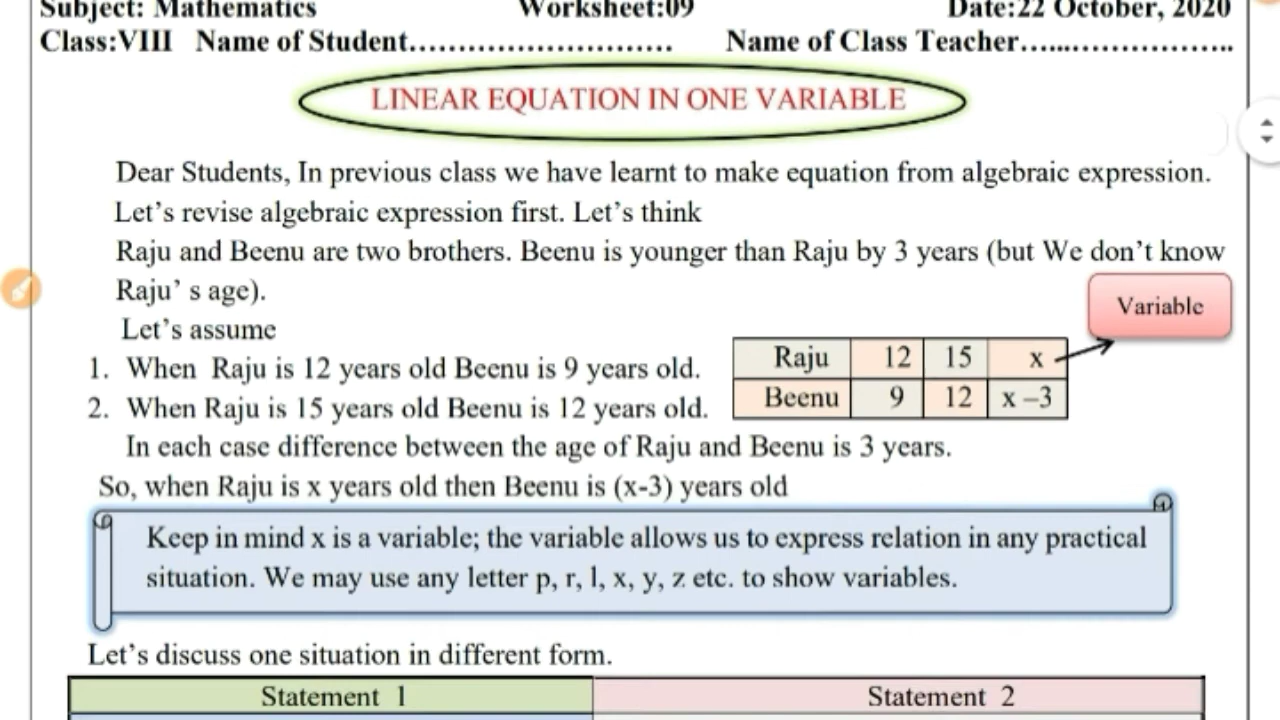 Subject: Mathematics Worksheet:09 Date:22 October, 2020
Class:VIII Name of Student............................ Name of Class Teacher......................
LINEAR EQUATION IN ONE VARIABLE
Dear Students, In previous class we have learnt to make equation from algebraic expression.
Let's revise algebraic expression first. Let's think
Raju and Beenu are two brothers. Beenu is younger than Raju by 3 years (but We don't know
Raju' s age).
Variable
Let's assume
1. When Raju is 12 years old Beenu is 9 years old.
2. When Raju is 15 years old Beenu is 12 years old.
Raju 12 15 x
Beenu 9 12 x –3
In each case difference between the age of Raju and Beenu is 3 years.
So, when Raju is x years old then Beenu is (x-3) years old
Keep in mind x is a variable; the variable allows us to express relation in any practical
situation. We may use any letter p, r, l, x, y, z etc. to show variables.
Let's discuss one situation in different form.
Statement 1 Statement 2